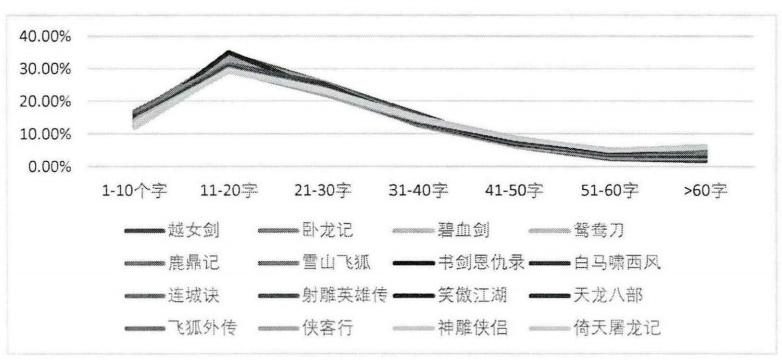 40.00%
30.00%
20.00%
10.00%
0.00%
1-10个字 11-20字 21-30字 31-40字 41-50字 51-60字 >60字
越女剑 卧龙记 碧血剑 鸳鸯刀
鹿鼎记 雪山飞狐 书剑恩仇录 白马啸西风
连城诀 射雕英雄传 笑傲江湖 天龙八部
飞狐外传 侠客行 神雕侠侣 倚天屠龙记